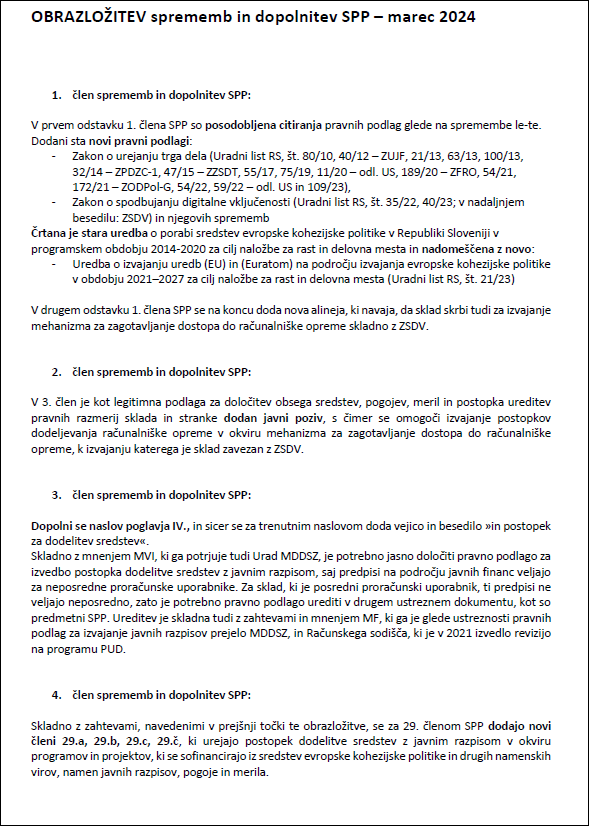 OBRAZLOŽITEV sprememb in dopolnitev SPP – marec 2024
1. člen sprememb in dopolnitev SPP:
V prvem odstavku 1. člena SPP so posodobljena citiranja pravnih podlag glede na spremembe le-te.
Dodani sta novi pravni podlagi:
- Zakon o urejanju trga dela (Uradni list RS, št. 80/10, 40/12 – ZUJF, 21/13, 63/13, 100/13,
32/14 – ZPDZC-1, 47/15 – ZZSDT, 55/17, 75/19, 11/20 – odl. US, 189/20 – ZFRO, 54/21,
172/21 – ZODPol-G, 54/22, 59/22 – odl. US in 109/23),
- Zakon o spodbujanju digitalne vključenosti (Uradni list RS, št. 35/22, 40/23; v nadaljnjem
besedilu: ZSDV) in njegovih sprememb
Črtana je stara uredba o porabi sredstev evropske kohezijske politike v Republiki Sloveniji v
programskem obdobju 2014-2020 za cilj naložbe za rast in delovna mesta in nadomeščena z novo:
- Uredba o izvajanju uredb (EU) in (Euratom) na področju izvajanja evropske kohezijske politike
v obdobju 2021–2027 za cilj naložbe za rast in delovna mesta (Uradni list RS, št. 21/23)
V drugem odstavku 1. člena SPP se na koncu doda nova alineja, ki navaja, da sklad skrbi tudi za izvajanje
mehanizma za zagotavljanje dostopa do računalniške opreme skladno z ZSDV.
2. člen sprememb in dopolnitev SPP:
V 3. člen je kot legitimna podlaga za določitev obsega sredstev, pogojev, meril in postopka ureditev
pravnih razmerij sklada in stranke dodan javni poziv, s čimer se omogoči izvajanje postopkov
dodeljevanja računalniške opreme v okviru mehanizma za zagotavljanje dostopa do računalniške
opreme, k izvajanju katerega je sklad zavezan z ZSDV.
3. člen sprememb in dopolnitev SPP:
Dopolni se naslov poglavja IV., in sicer se za trenutnim naslovom doda vejico in besedilo »in postopek
za dodelitev sredstev«.
Skladno z mnenjem MVI, ki ga potrjuje tudi Urad MDDSZ, je potrebno jasno določiti pravno podlago za
izvedbo postopka dodelitve sredstev z javnim razpisom, saj predpisi na področju javnih financ veljajo
za neposredne proračunske uporabnike. Za sklad, ki je posredni proračunski uporabnik, ti predpisi ne
veljajo neposredno, zato je potrebno pravno podlago urediti v drugem ustreznem dokumentu, kot so
predmetni SPP. Ureditev je skladna tudi z zahtevami in mnenjem MF, ki ga je glede ustreznosti pravnih
podlag za izvajanje javnih razpisov prejelo MDDSZ, in Računskega sodišča, ki je v 2021 izvedlo revizijo
na programu PUD.
4. člen sprememb in dopolnitev SPP:
Skladno z zahtevami, navedenimi v prejšnji točki te obrazložitve, se za 29. členom SPP dodajo novi
členi 29.a, 29.b, 29.c, 29.č, ki urejajo postopek dodelitve sredstev z javnim razpisom v okviru
programov in projektov, ki se sofinancirajo iz sredstev evropske kohezijske politike in drugih namenskih
virov, namen javnih razpisov, pogoje in merila.